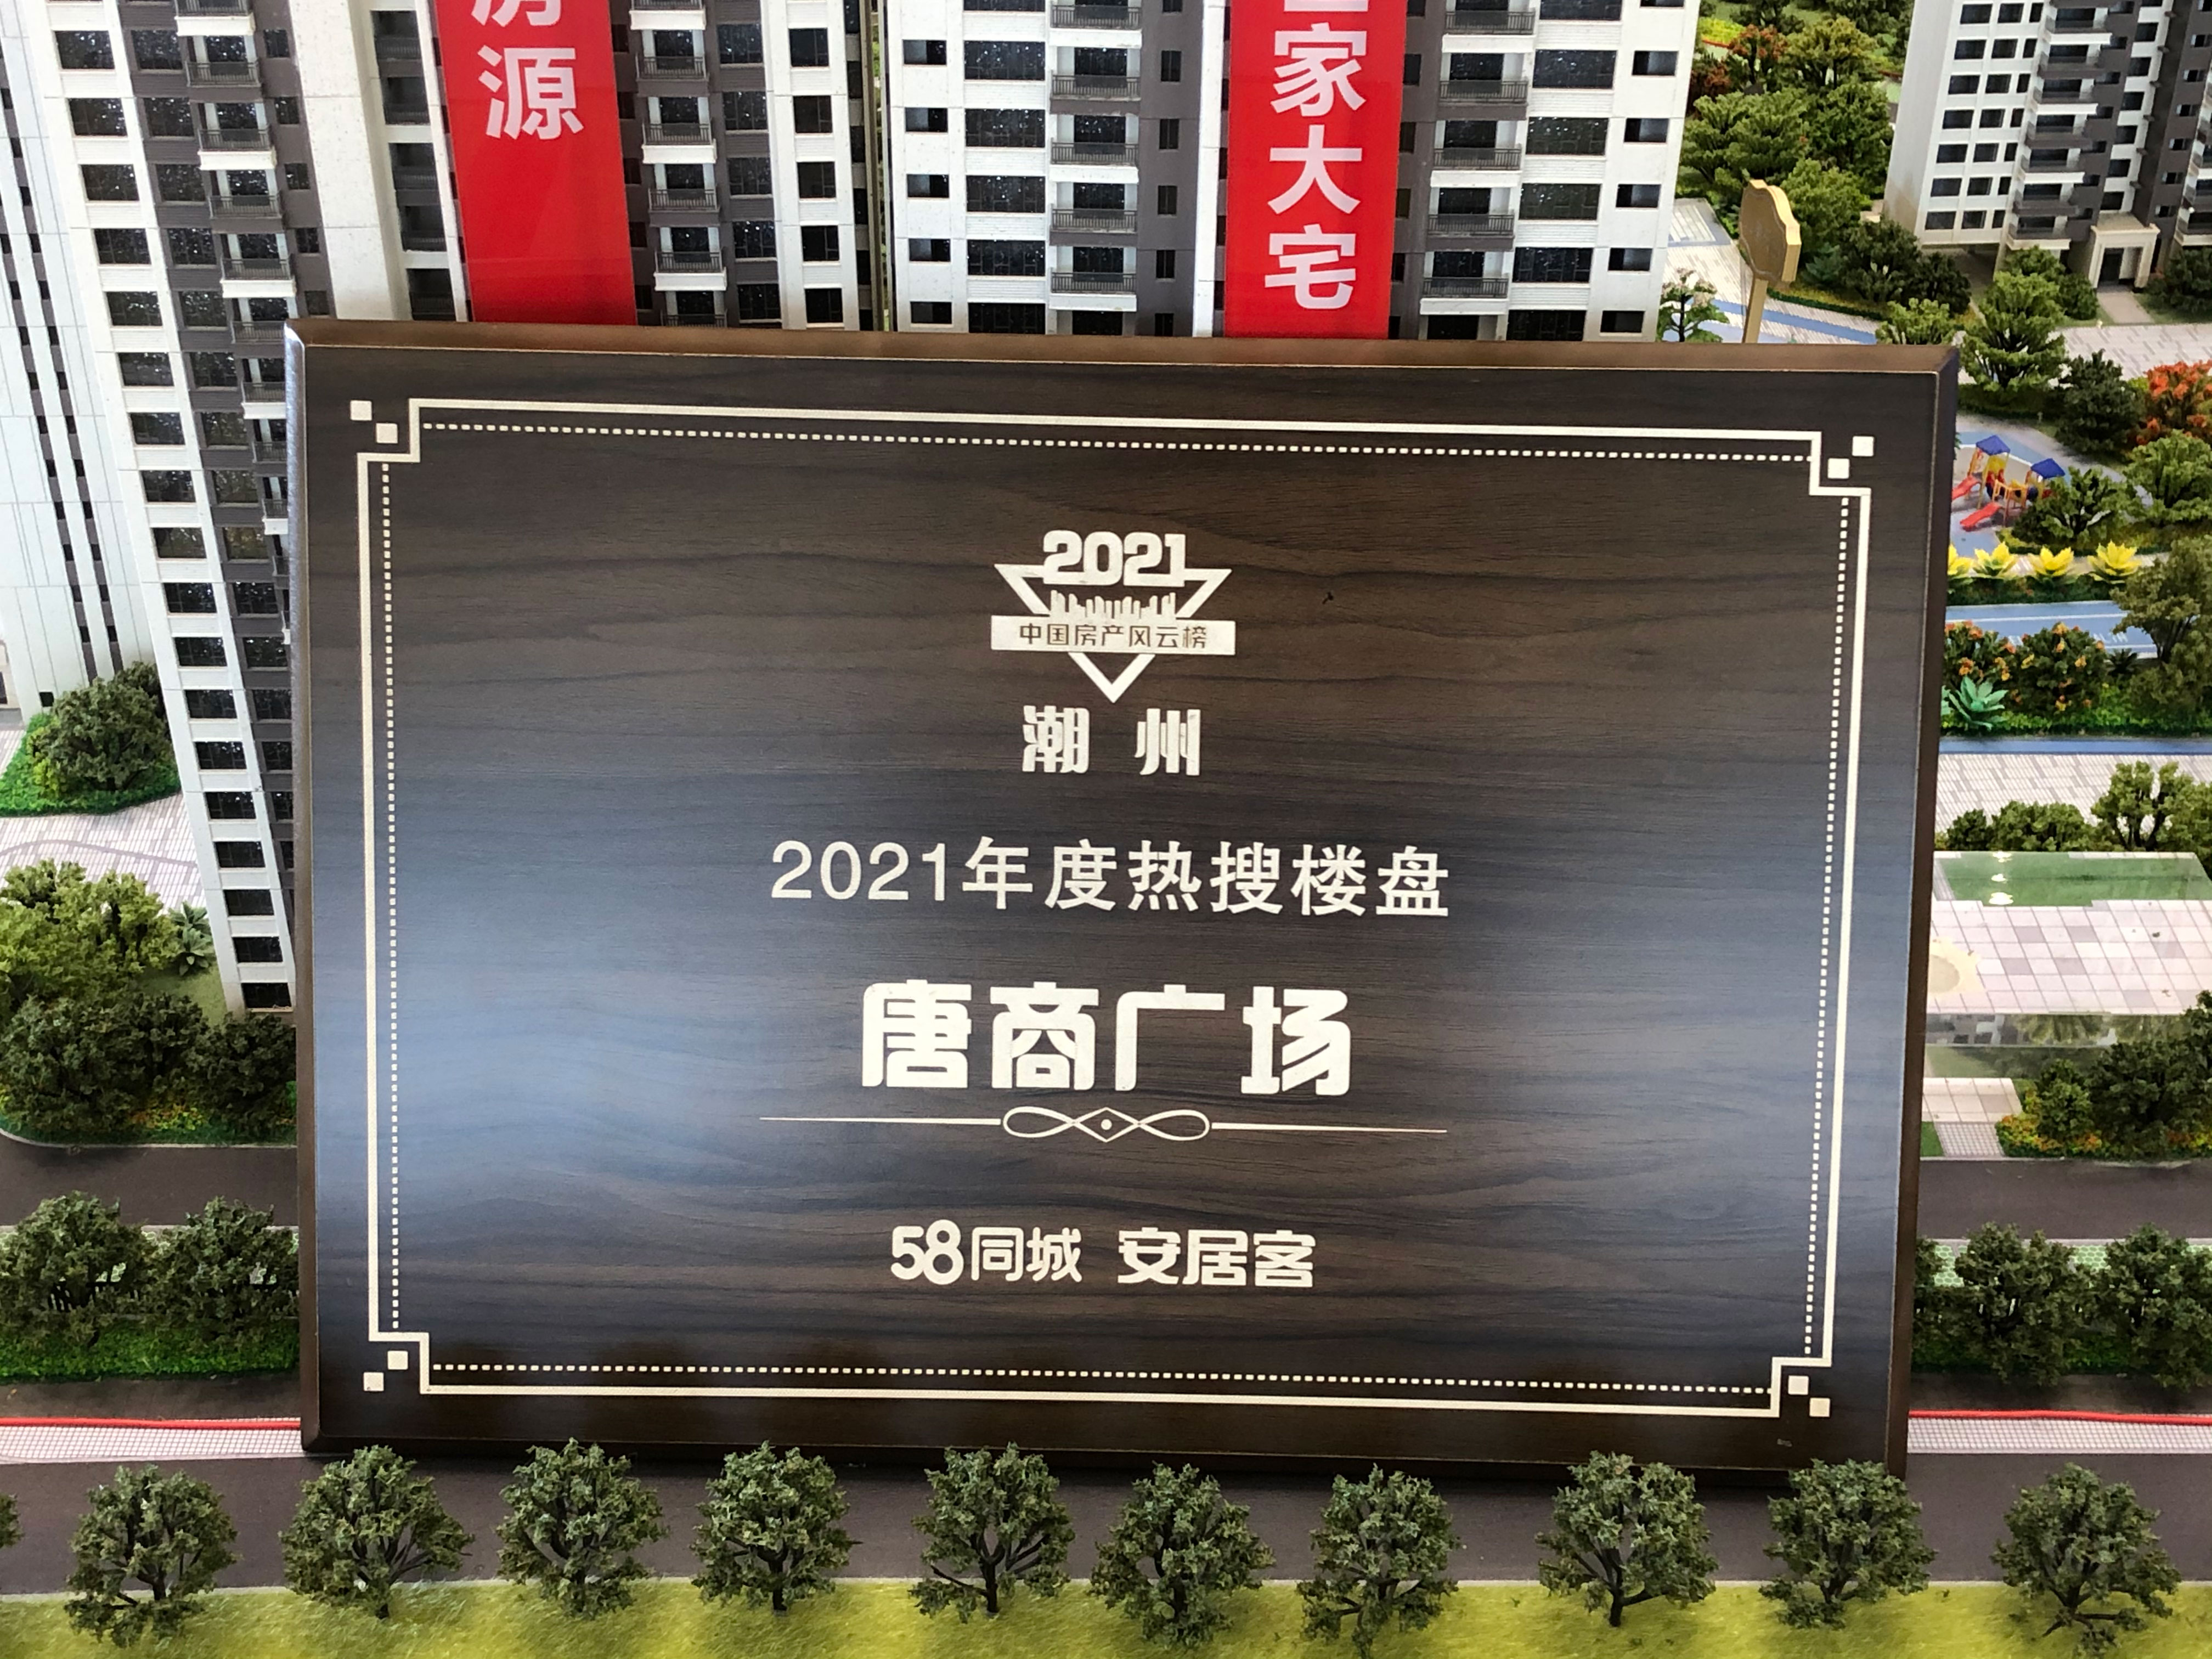 源
家大宅
2021
中国房产风云榜
潮州
2021年度热搜楼盘
唐商广场
58同城 安居客